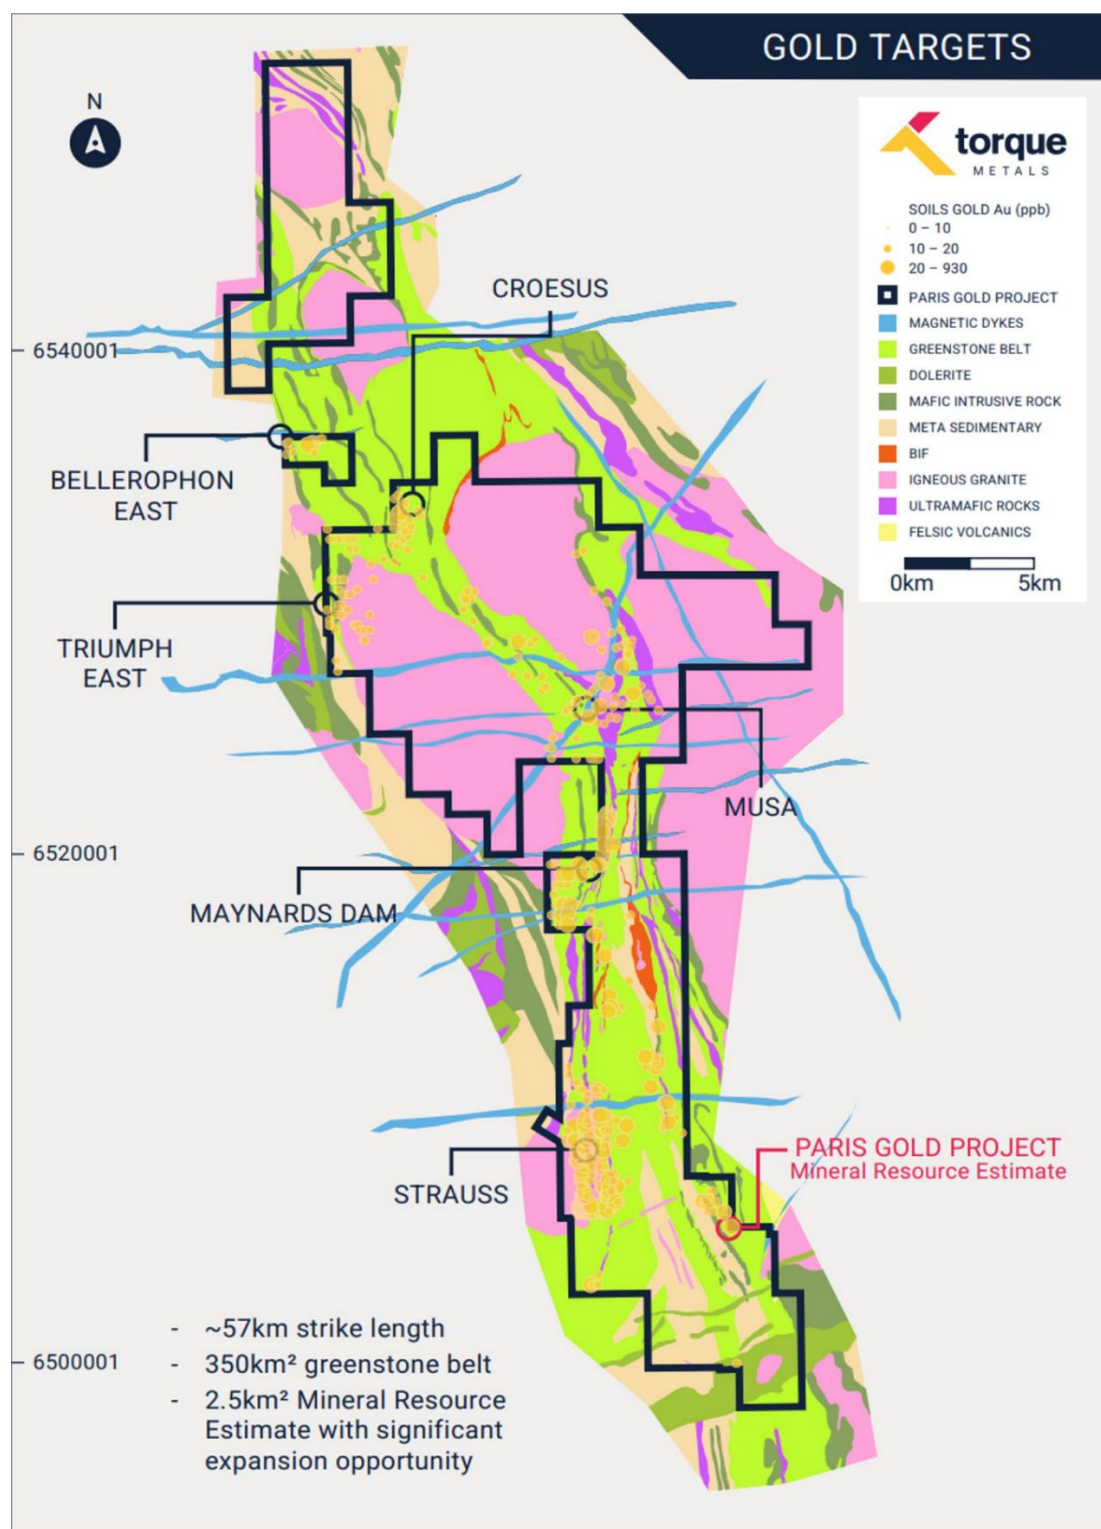 GOLD TARGETS
N
torque
METALS
SOILS GOLD Au (ppb)
0 – 10
10 – 20
20 – 930
PARIS GOLD PROJECT
MAGNETIC DYKES
GREENSTONE BELT
DOLERITE
MAFIC INTRUSIVE ROCK
META SEDIMENTARY
BIF
IGNEOUS GRANITE
ULTRAMAFIC ROCKS
FELSIC VOLCANICS
0km 5km
CROESUS
6540001
BELLEROPHON
EAST
TRIUMPH
EAST
MUSA
6520001
MAYNARDS DAM
PARIS GOLD PROJECT
Mineral Resource Estimate
STRAUSS
6500001
- ~57km strike length
- 350km² greenstone belt
- 2.5km² Mineral Resource
Estimate with significant
expansion opportunity